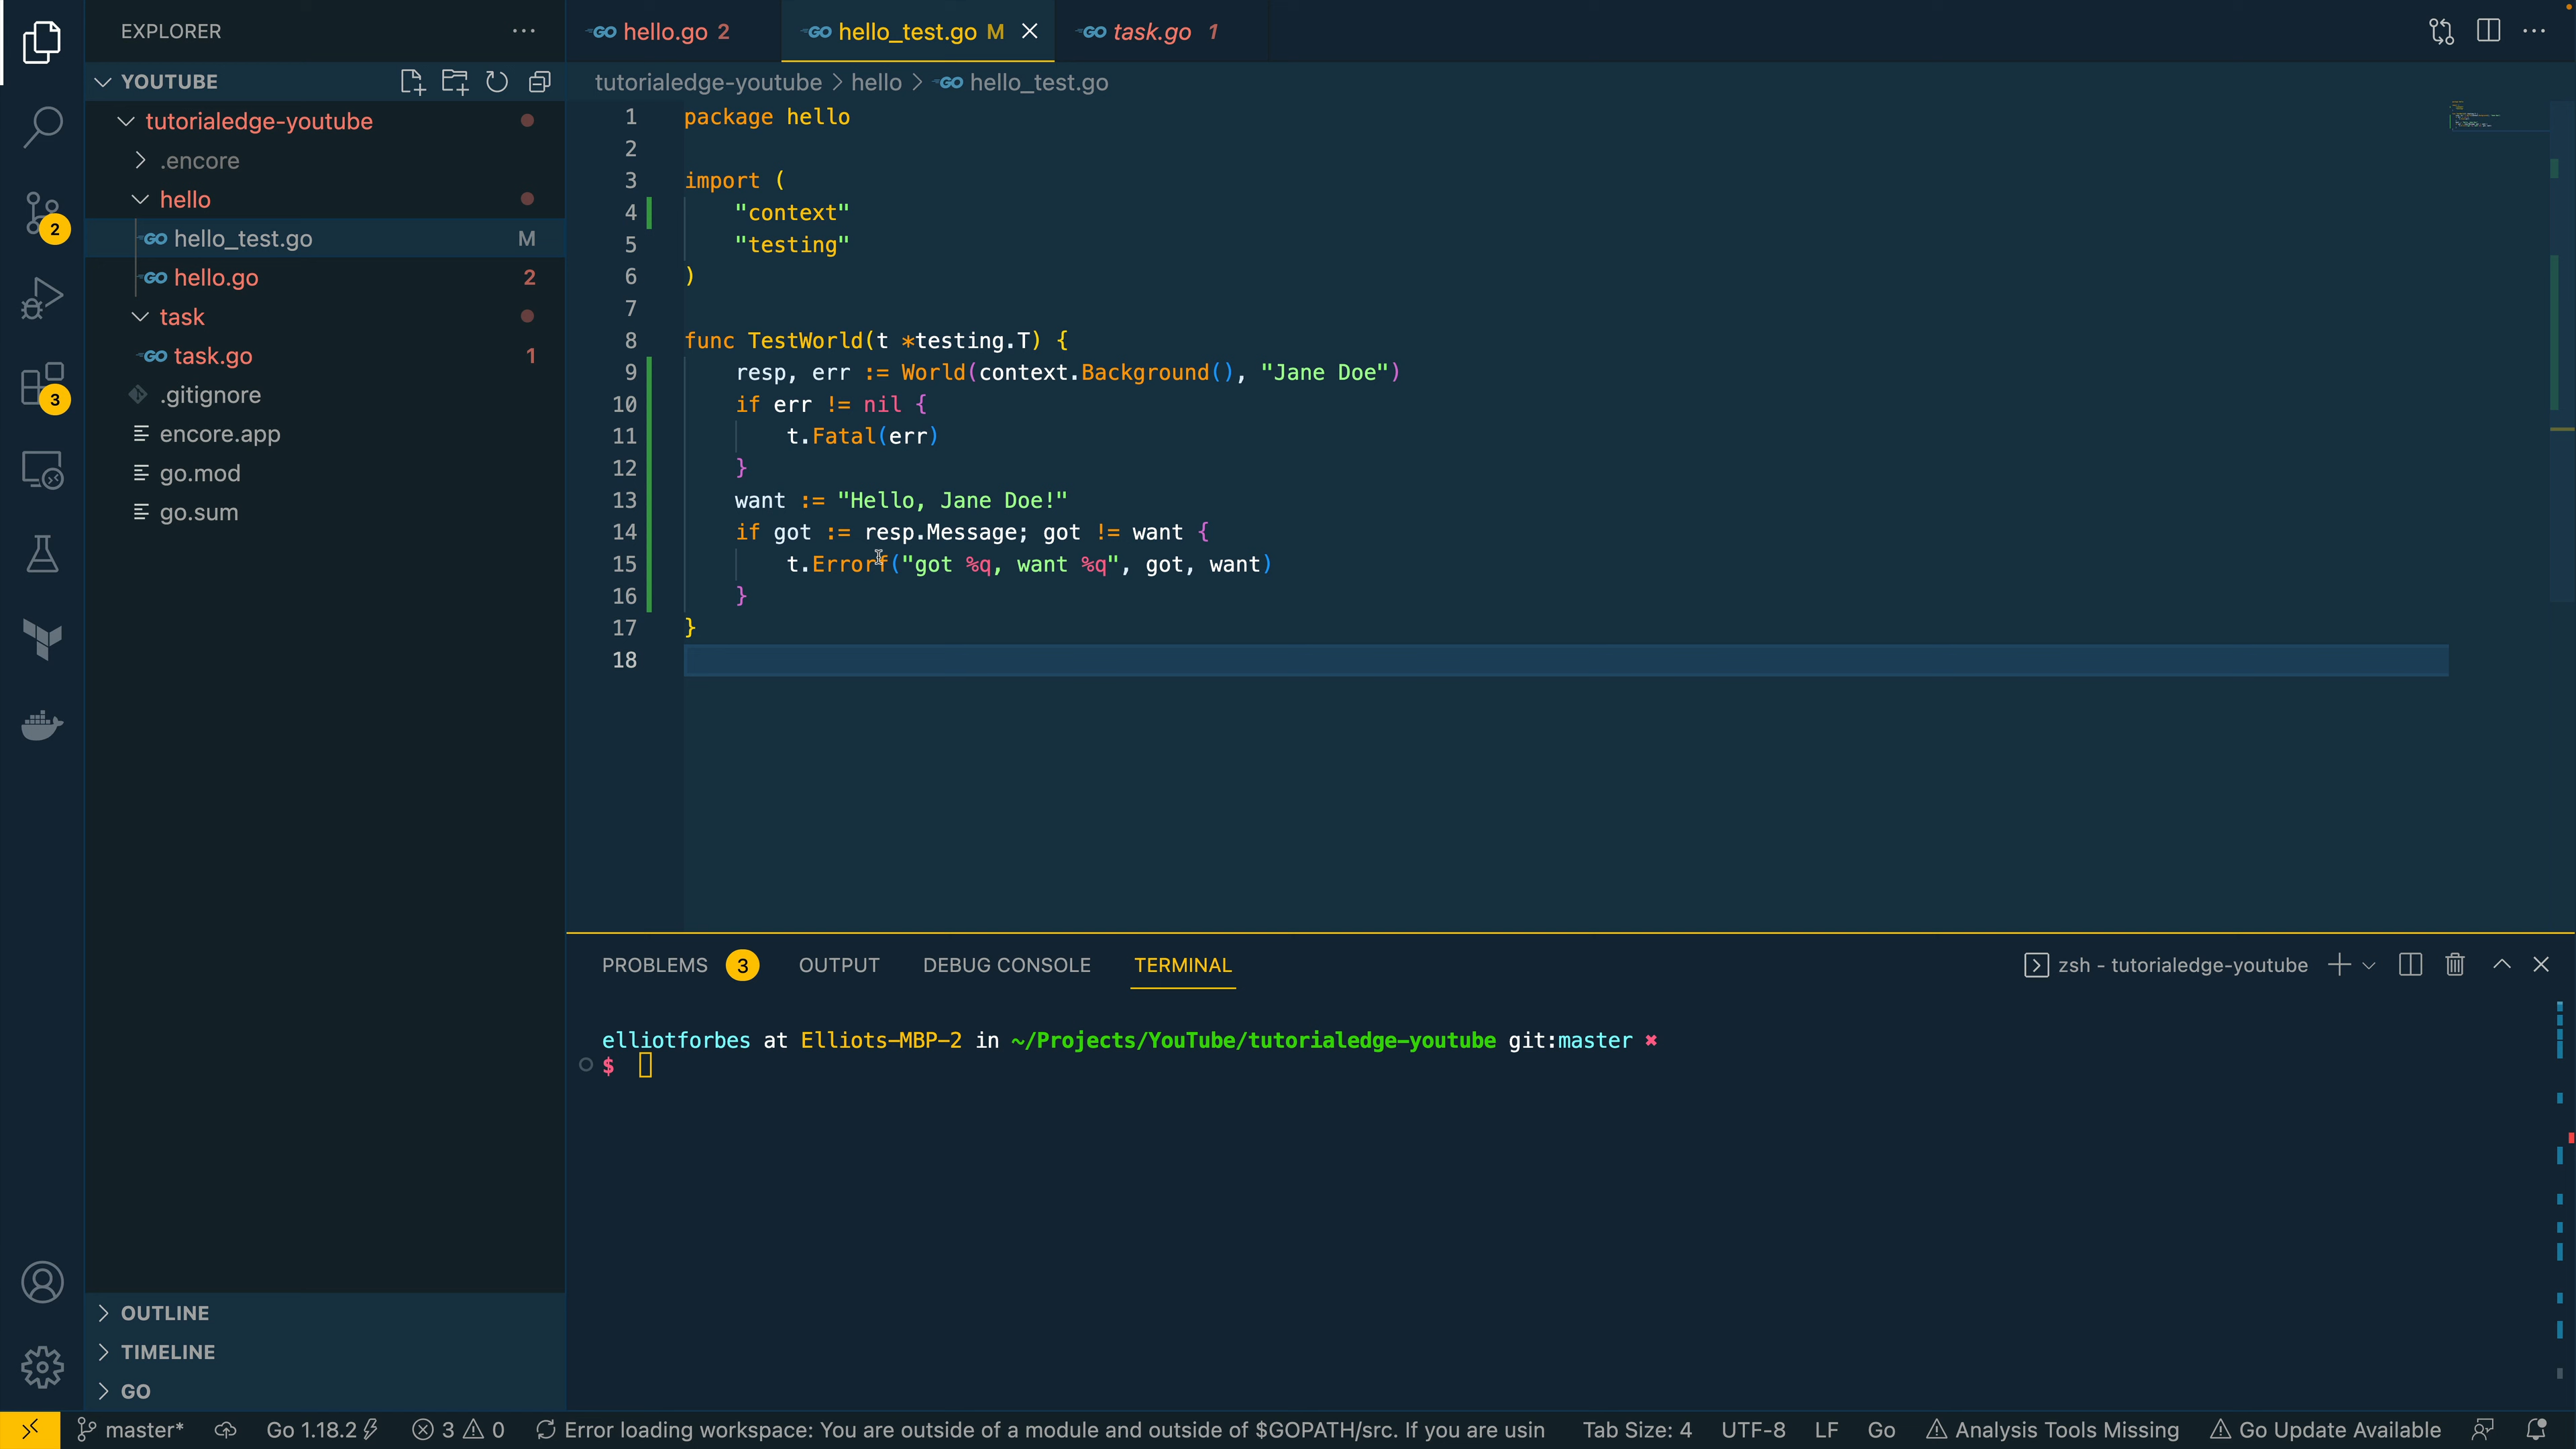 EXPLORER
YOUTUBE
tutorialedge-youtube
.encore
hello
hello_test.go M
hello.go 2
task
task.go 1
.gitignore
encore.app
go.mod
go.sum
OUTLINE
TIMELINE
GO
2
3
hello.go 2
hello_test.go M
task.go 1
tutorialedge-youtube > hello > hello_test.go
1 package hello
2
3 import (
4 "context"
5 "testing"
6 )
7
8 func TestWorld(t *testing.T) {
9 resp, err := World(context.Background(), "Jane Doe")
10 if err != nil {
11 t.Fatal(err)
12 }
13 want := "Hello, Jane Doe!"
14 if got := resp.Message; got != want {
15 t.Errorf("got %q, want %q", got, want)
16 }
17 }
18
PROBLEMS 3 OUTPUT DEBUG CONSOLE TERMINAL zsh - tutorialedge-youtube
elliotforbes at Elliots-MBP-2 in ~/Projects/YouTube/tutorialedge-youtube git:master ✖
$
master* Go 1.18.2 3 0 Error loading workspace: You are outside of a module and outside of $GOPATH/src. If you are usin Tab Size: 4 UTF-8 LF Go Analysis Tools Missing Go Update Available